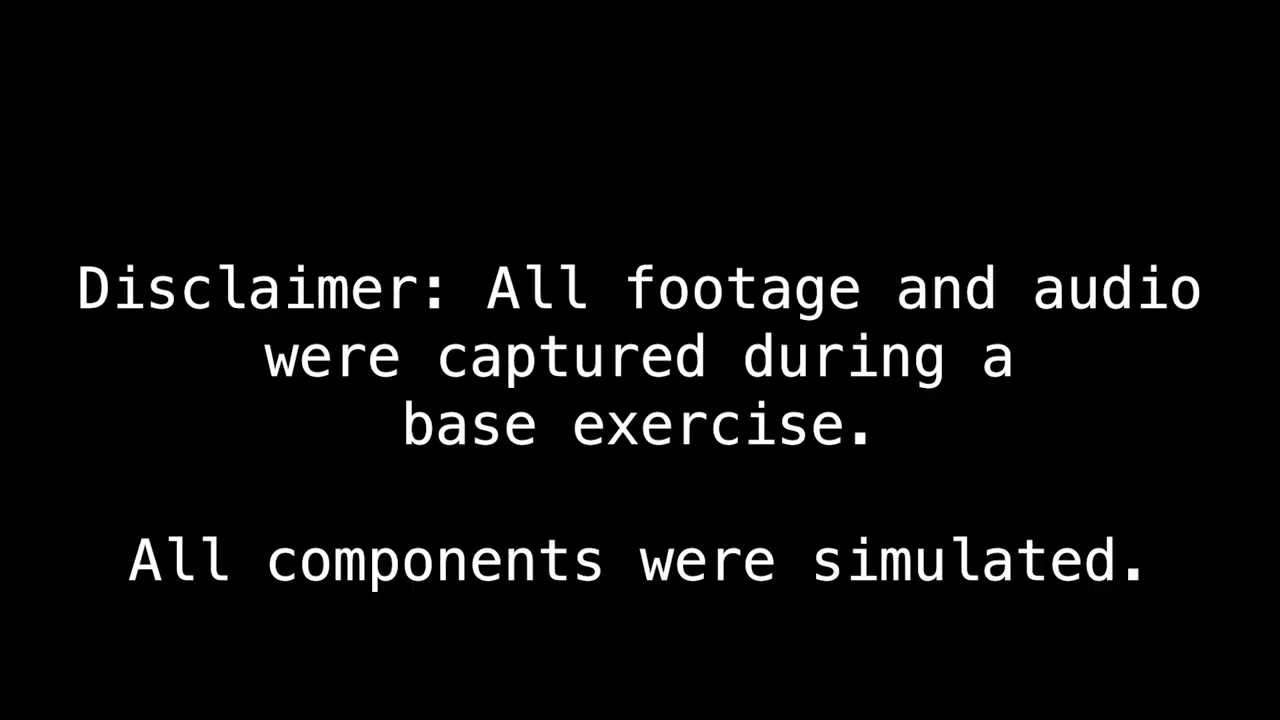 Disclaimer: All footage and audio
were captured during a
base exercise.
All components were simulated.